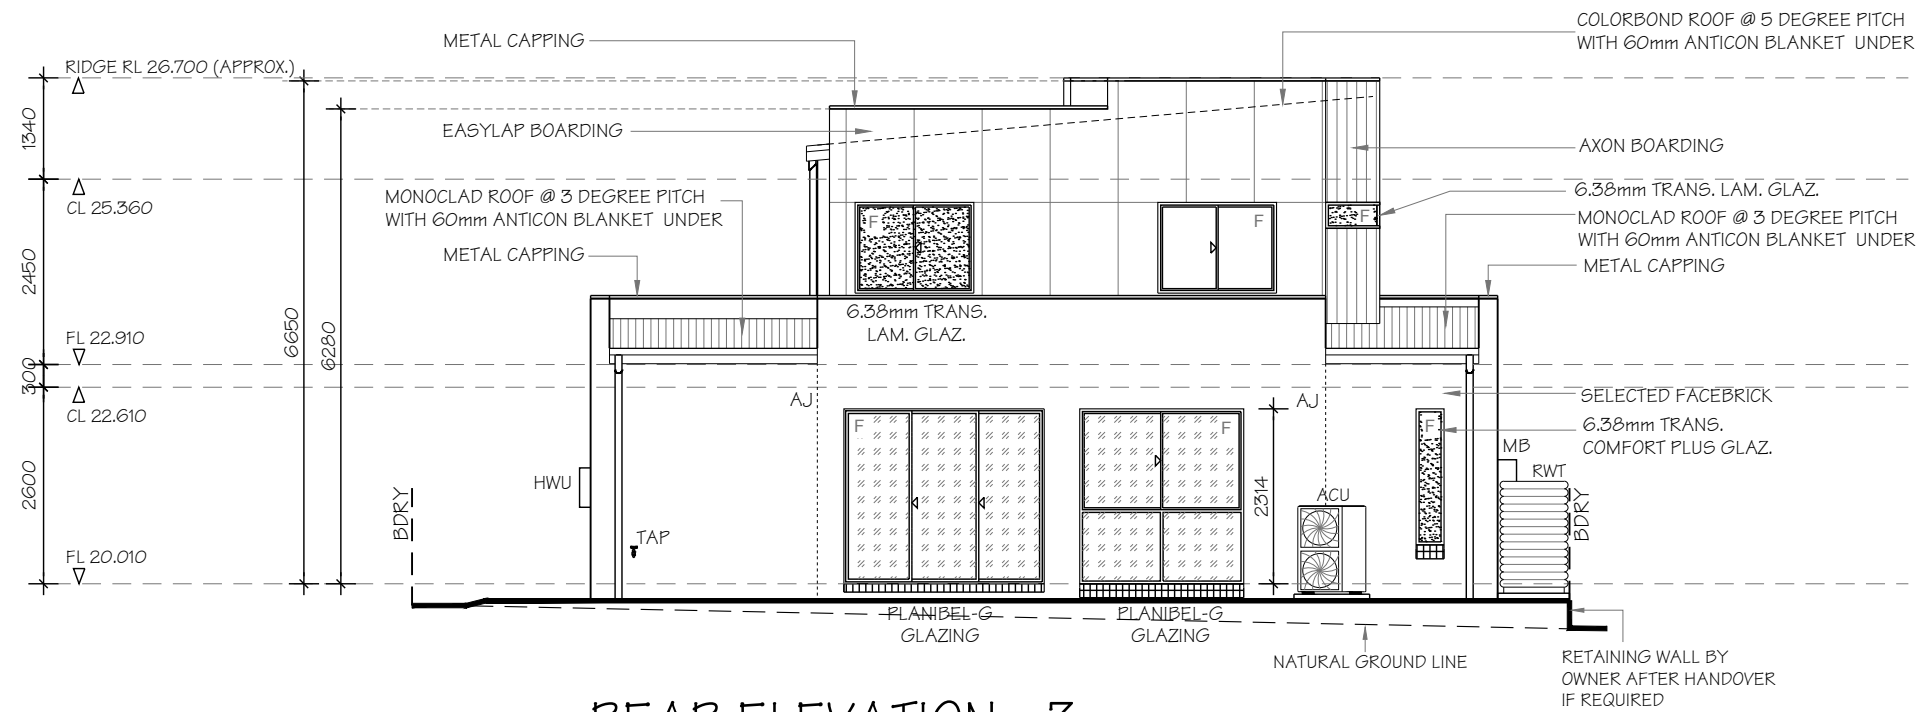 COLORBOND ROOF @ 5 DEGREE PITCH
WITH 60mm ANTICON BLANKET UNDER
METAL CAPPING
RIDGE RL 26.700 (APPROX.)
1340
EASYLAP BOARDING
AXON BOARDING
CL 25.360
MONOCLAD ROOF @ 3 DEGREE PITCH
WITH 60mm ANTICON BLANKET UNDER
METAL CAPPING
F
F
F
6.38mm TRANS. LAM. GLAZ.
MONOCLAD ROOF @ 3 DEGREE PITCH
WITH 60mm ANTICON BLANKET UNDER
METAL CAPPING
2450
6650
6280
6.38mm TRANS.
LAM. GLAZ.
FL 22.910
300
CL 22.610
AJ
AJ
SELECTED FACEBRICK
6.38mm TRANS.
COMFORT PLUS GLAZ.
F
F
F
MB
RWT
2600
HWU
BDRY
TAP
2314
ACU
BDRY
FL 20.010
PLANIBEL-G
GLAZING
PLANIBEL-G
GLAZING
NATURAL GROUND LINE
RETAINING WALL BY
OWNER AFTER HANDOVER
IF REQUIRED
REAR ELEVATION - 3